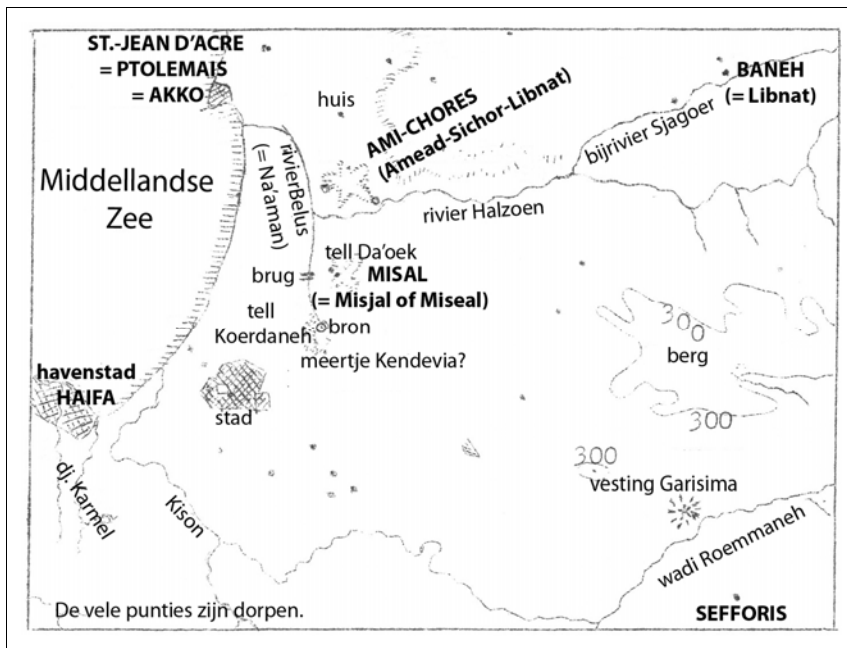 ST.-JEAN D'ACRE
= PTOLEMAIS
= AKKO
huis
AMI-CHORES
(Amead-Sichor-Libnat)
BANEH
(= Libnat)
bijrivier Sjagoer
Middellandse
Zee
rivierBelus
(= Na'aman)
rivier Halzoen
tell Da'oek
brug
MISAL
(= Misjal of Miseal)
tell
Koerdaneh
bron
meertje Kendevia?
300
berg
300
havenstad
HAIFA
stad
300
vesting Garisima
dj. Karmel
Kison
wadi Roemmaneh
De vele punties zijn dorpen.
SEFFORIS